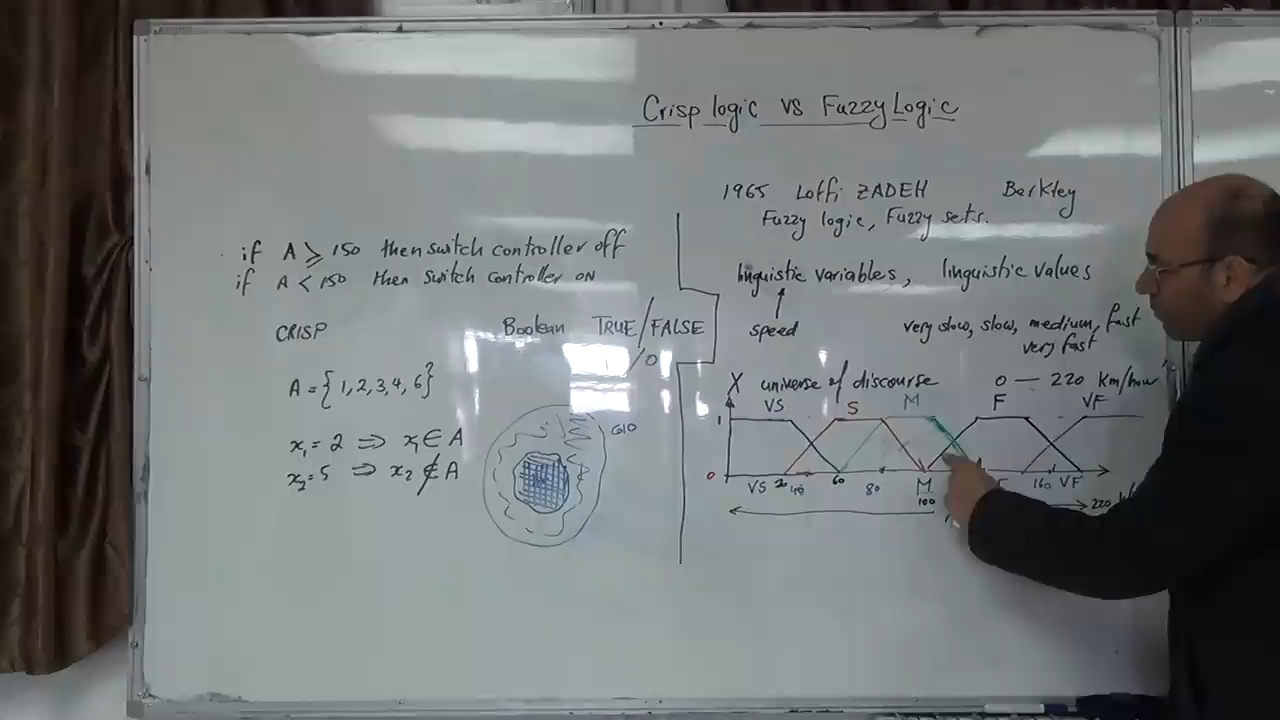 Crisp logic vs Fuzzy Logic
1965 Loffi ZADEH Berkley
Fuzzy logic, Fuzzy sets.
if A ≥ 150 then switch controller off
if A < 150 then switch controller ON
CRISP
Boolean TRUE/FALSE
1/0
A = {1,2,3,4,6}
x₁ = 2 ⇒ x₁ ∈ A
x₂ = 5 ⇒ x₂ ∉ A
linguistic variables, linguistic values
speed
very slow, slow, medium, fast
very fast
X universe of discourse 0 — 220 km/hour
VS S M F VF
1
0
VS 20 40 60 80 M 160 VF
100
220